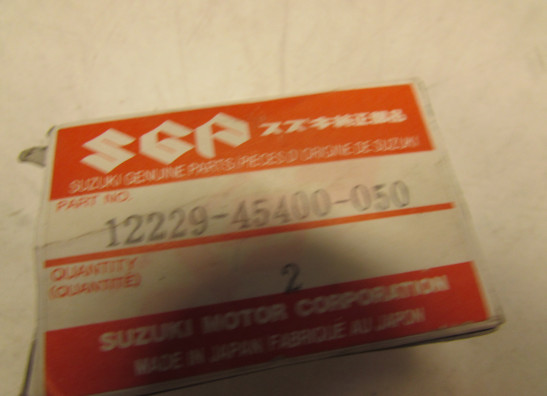 SGP スズキ純正部品
SUZUKI GENUINE PARTS/PIECES D'ORIGINE DE SUZUKI
PART NO.
12229-45400-050
QUANTITY
(QUANTITE)
2
SUZUKI MOTOR CORPORATION
MADE IN JAPAN FABRIQUÉ AU JAPON